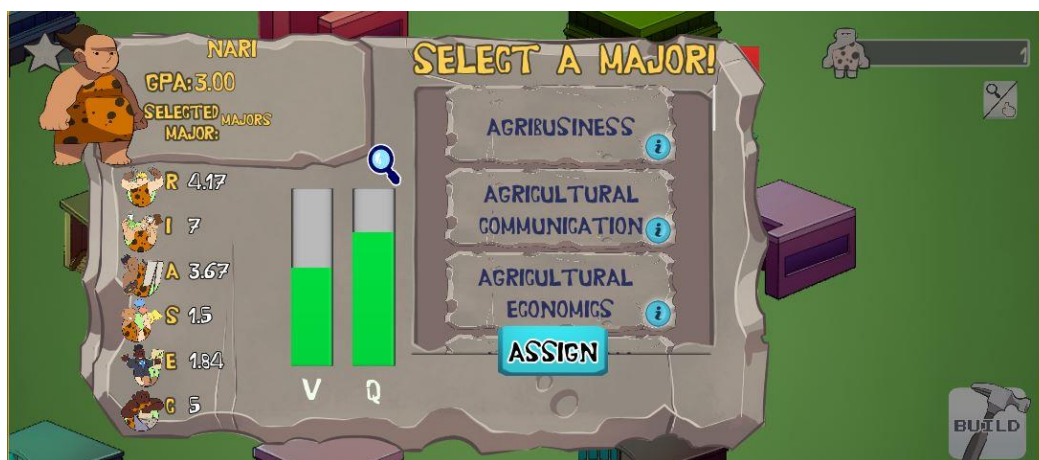 NARI
GPA: 3.00
SELECTED MAJORS
MAJOR:
R 4.17
I 7
A 3.67
S 1.5
E 1.84
C 5
V
Q
SELECT A MAJOR!
AGRIBUSINESS
i
AGRICULTURAL
COMMUNICATION
i
AGRICULTURAL
ECONOMICS
i
ASSIGN
1
BUILD